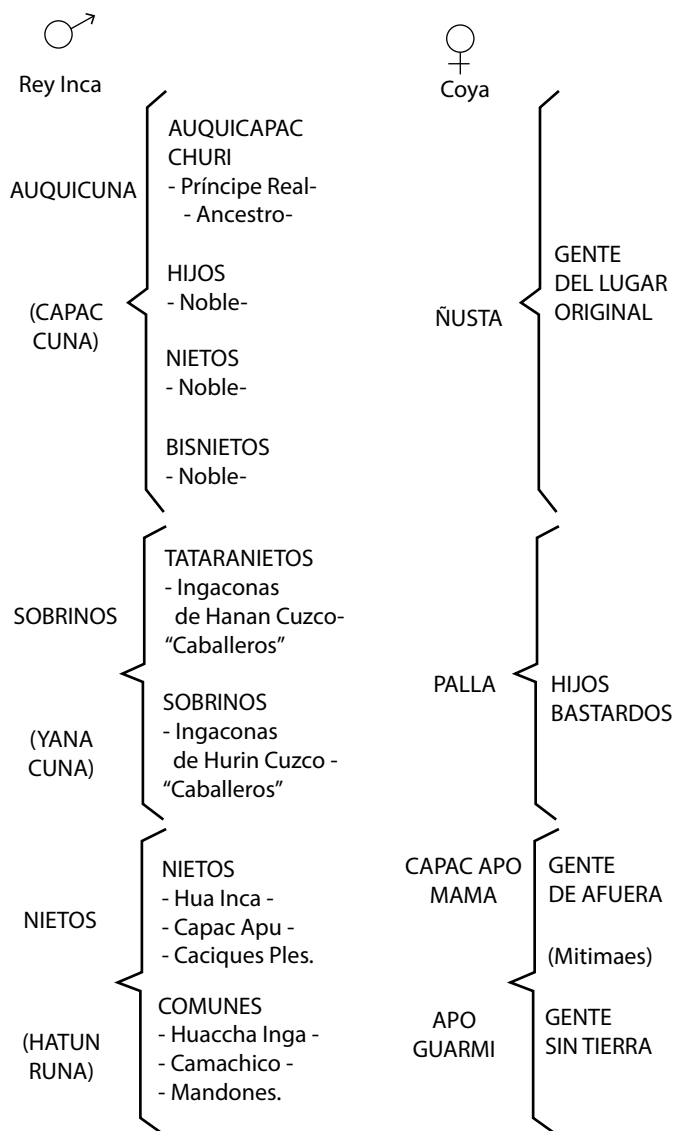 Rey Inca
AUQUICUNA
(CAPAC
CUNA)
AUQUICAPAC
CHURI
- Príncipe Real-
- Ancestro-
HIJOS
- Noble-
NIETOS
- Noble-
BISNIETOS
- Noble-
SOBRINOS
(YANA
CUNA)
TATARANIETOS
- Ingaconas
de Hanan Cuzco-
“Caballeros”
SOBRINOS
- Ingaconas
de Hurin Cuzco -
“Caballeros”
NIETOS
(HATUN
RUNA)
NIETOS
- Hua Inca -
- Capac Apu -
- Caciques Ples.
COMUNES
- Huaccha Inga -
- Camachico -
- Mandones.
Coya
ÑUSTA
GENTE
DEL LUGAR
ORIGINAL
PALLA
HIJOS
BASTARDOS
CAPAC APO
MAMA
GENTE
DE AFUERA
(Mitimaes)
APO
GUARMI
GENTE
SIN TIERRA